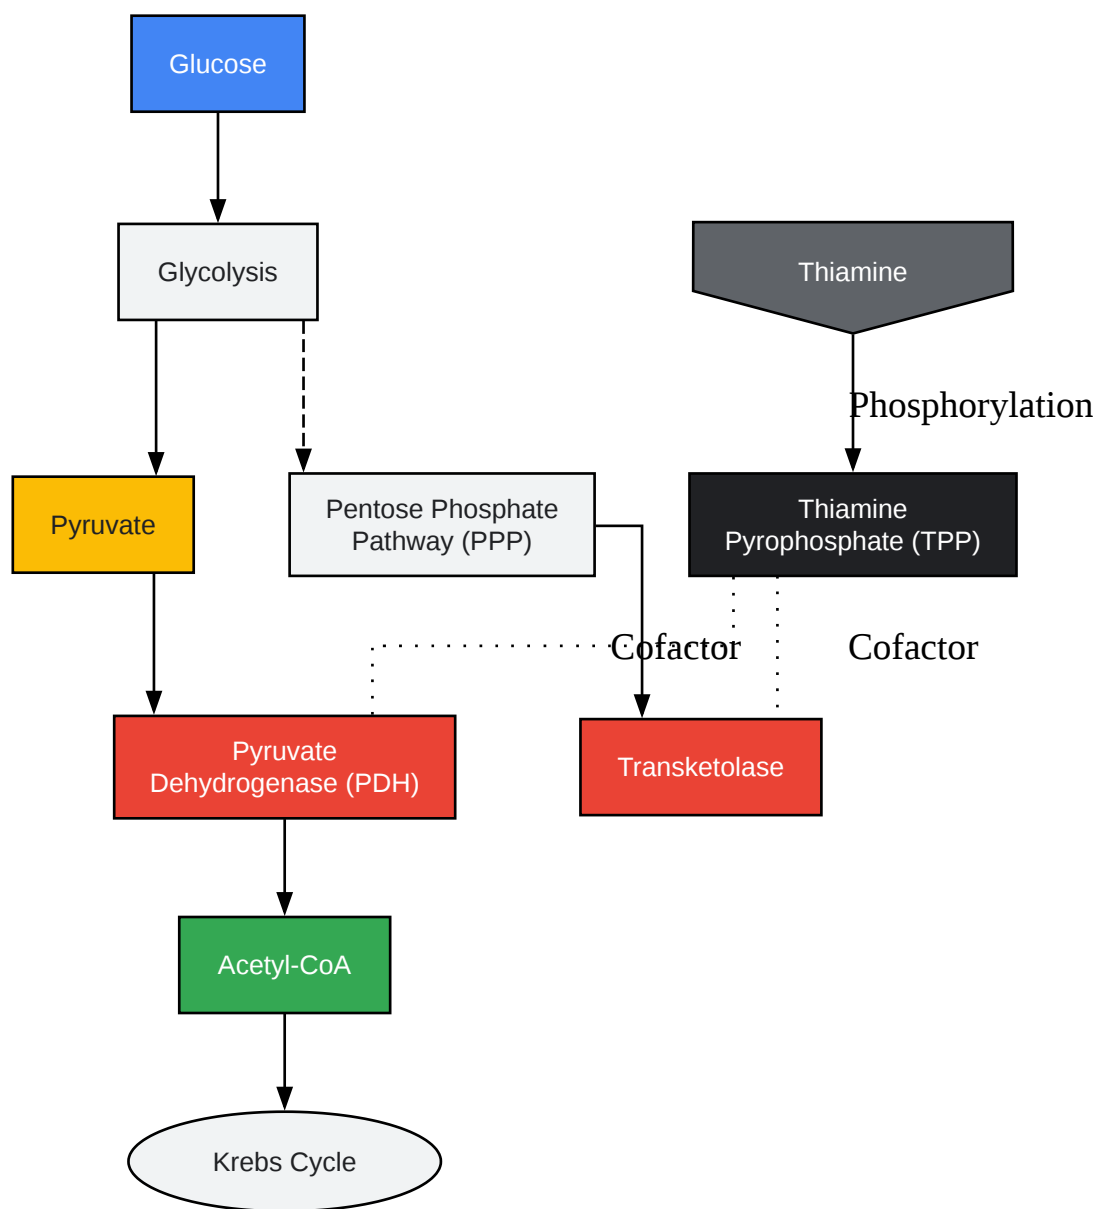 Glucose
Glycolysis
Thiamine
Phosphorylation
Pyruvate
Pentose Phosphate
Pathway (PPP)
Thiamine
Pyrophosphate (TPP)
Cofactor
Cofactor
Pyruvate
Dehydrogenase (PDH)
Transketolase
Acetyl-CoA
Krebs Cycle